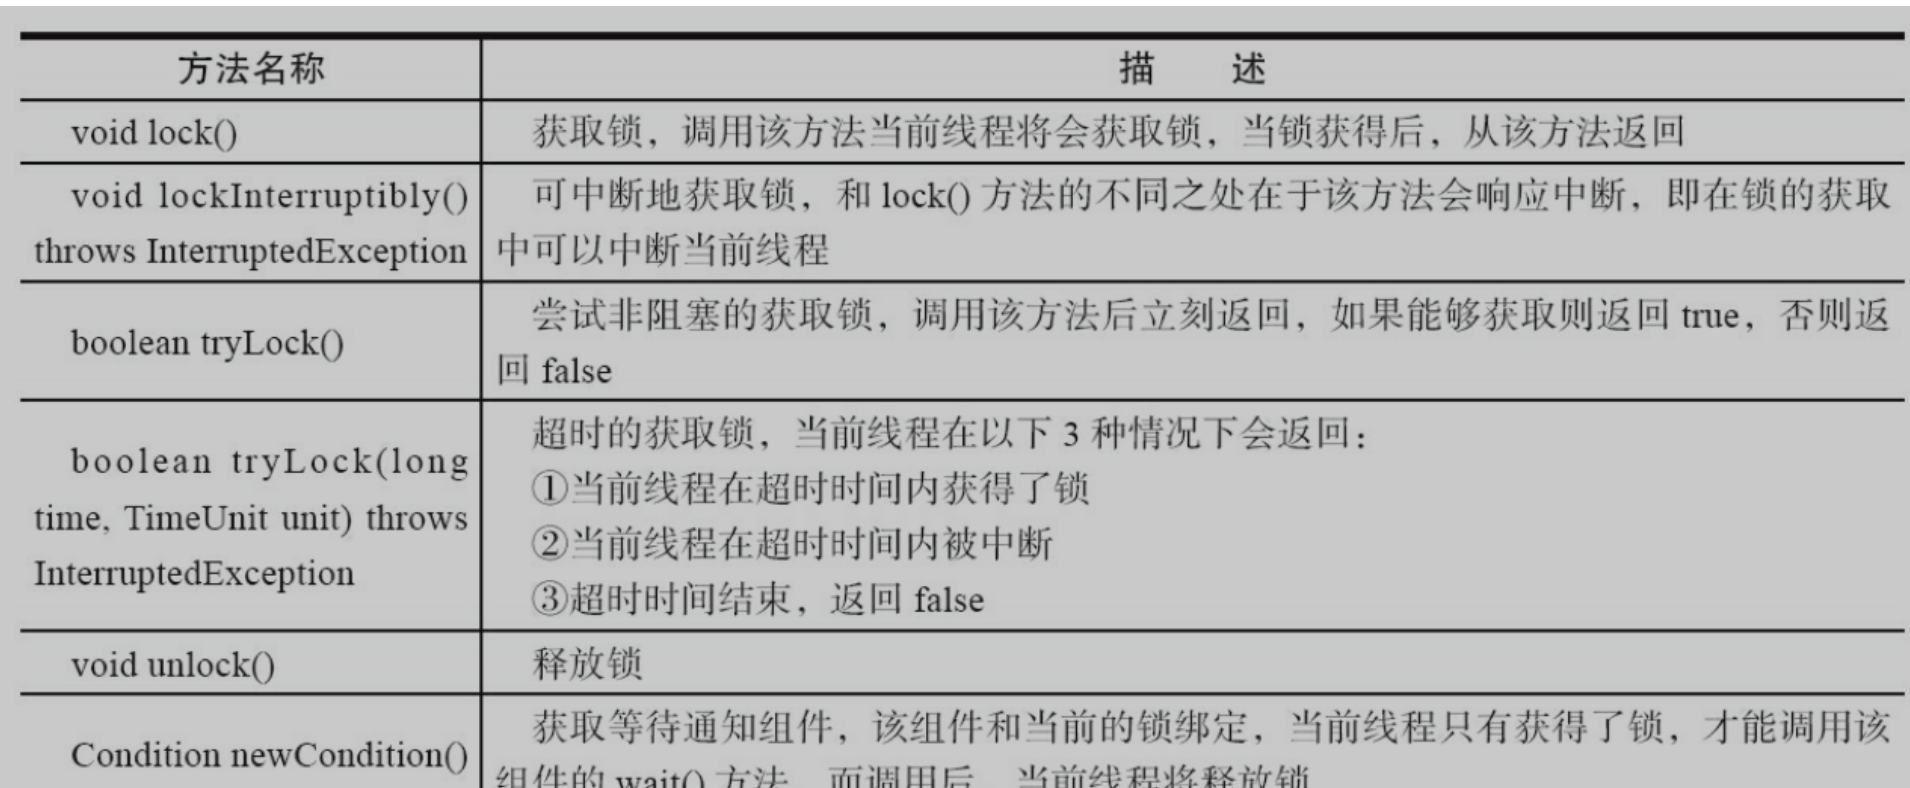 方法名称
描 述
void lock()
获取锁，调用该方法当前线程将会获取锁，当锁获得后，从该方法返回
void lockInterruptibly()
throws InterruptedException
可中断地获取锁，和 lock() 方法的不同之处在于该方法会响应中断，即在锁的获取
中可以中断当前线程
boolean tryLock()
尝试非阻塞的获取锁，调用该方法后立刻返回，如果能够获取则返回 true，否则返
回 false
boolean tryLock(long
time, TimeUnit unit) throws
InterruptedException
超时的获取锁，当前线程在以下 3 种情况下会返回：
①当前线程在超时时间内获得了锁
②当前线程在超时时间内被中断
③超时时间结束，返回 false
void unlock()
释放锁
Condition newCondition()
获取等待通知组件，该组件和当前的锁绑定，当前线程只有获得了锁，才能调用该
组件的 wait() 方法，而调用后，当前线程将释放锁